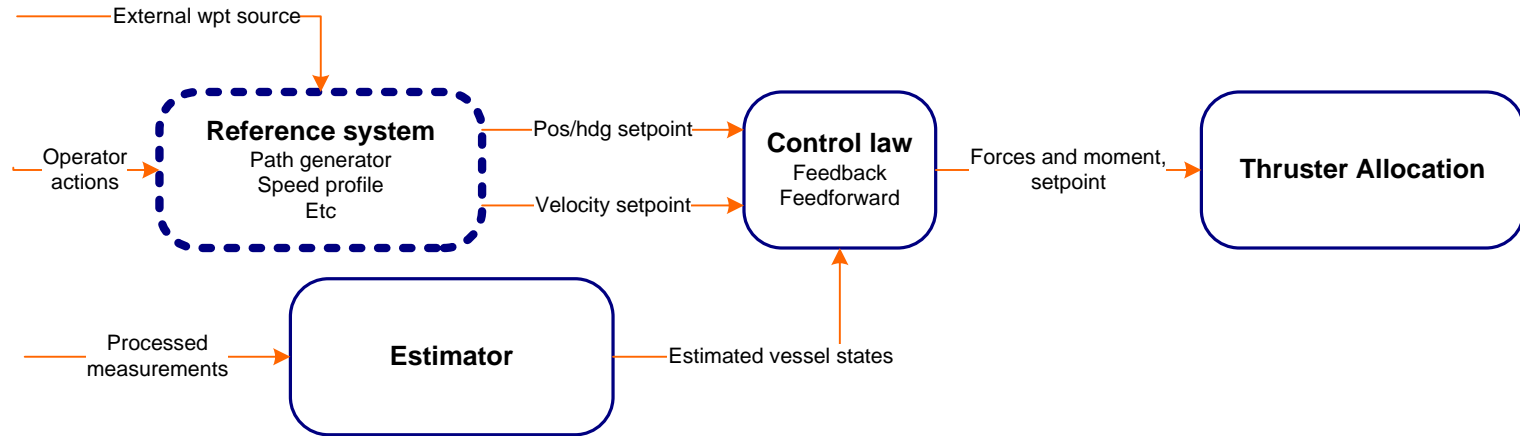 External wpt source
Reference system
Path generator
Speed profile
Etc
Operator
actions
Pos/hdg setpoint
Velocity setpoint
Control law
Feedback
Feedforward
Forces and moment,
setpoint
Thruster Allocation
Processed
measurements
Estimator
Estimated vessel states